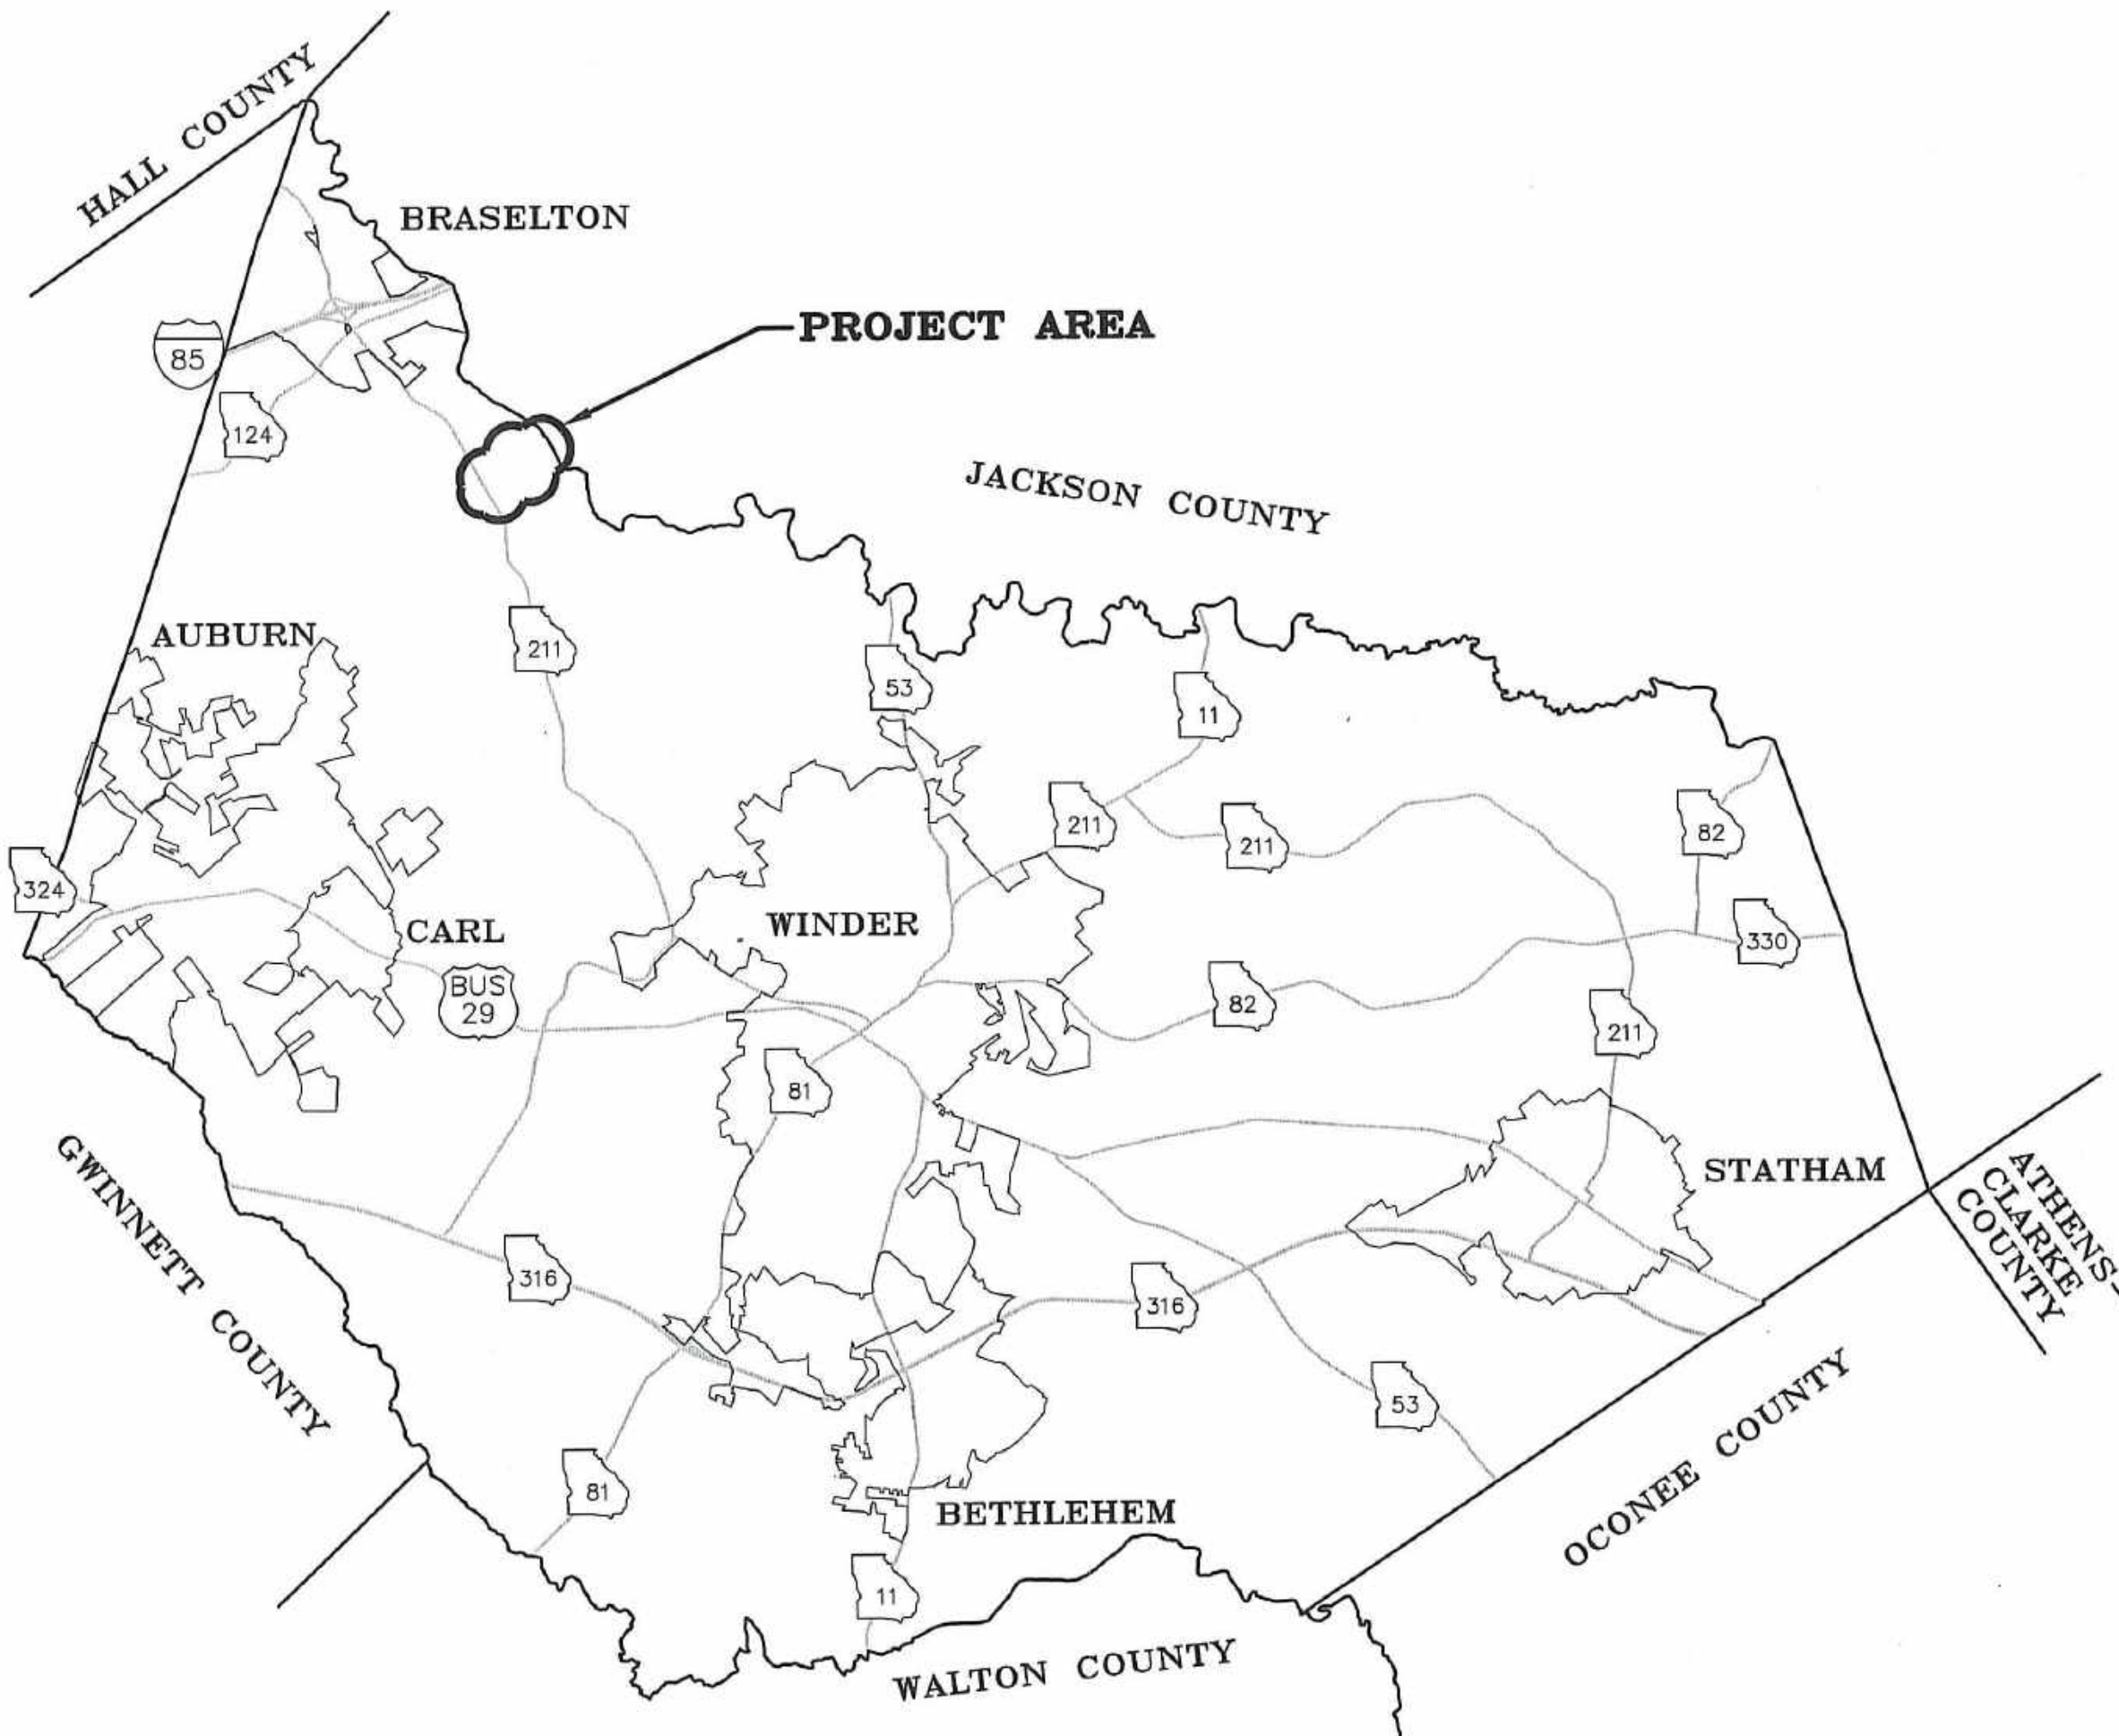 HALL COUNTY
BRASELTON
PROJECT AREA
85
124
JACKSON COUNTY
AUBURN
211
53
11
211
211
82
324
CARL
WINDER
330
BUS
29
82
211
81
STATHAM
ATHENS-
CLARKE
COUNTY
GWINNETT COUNTY
316
316
53
OCONEE COUNTY
81
BETHLEHEM
11
WALTON COUNTY